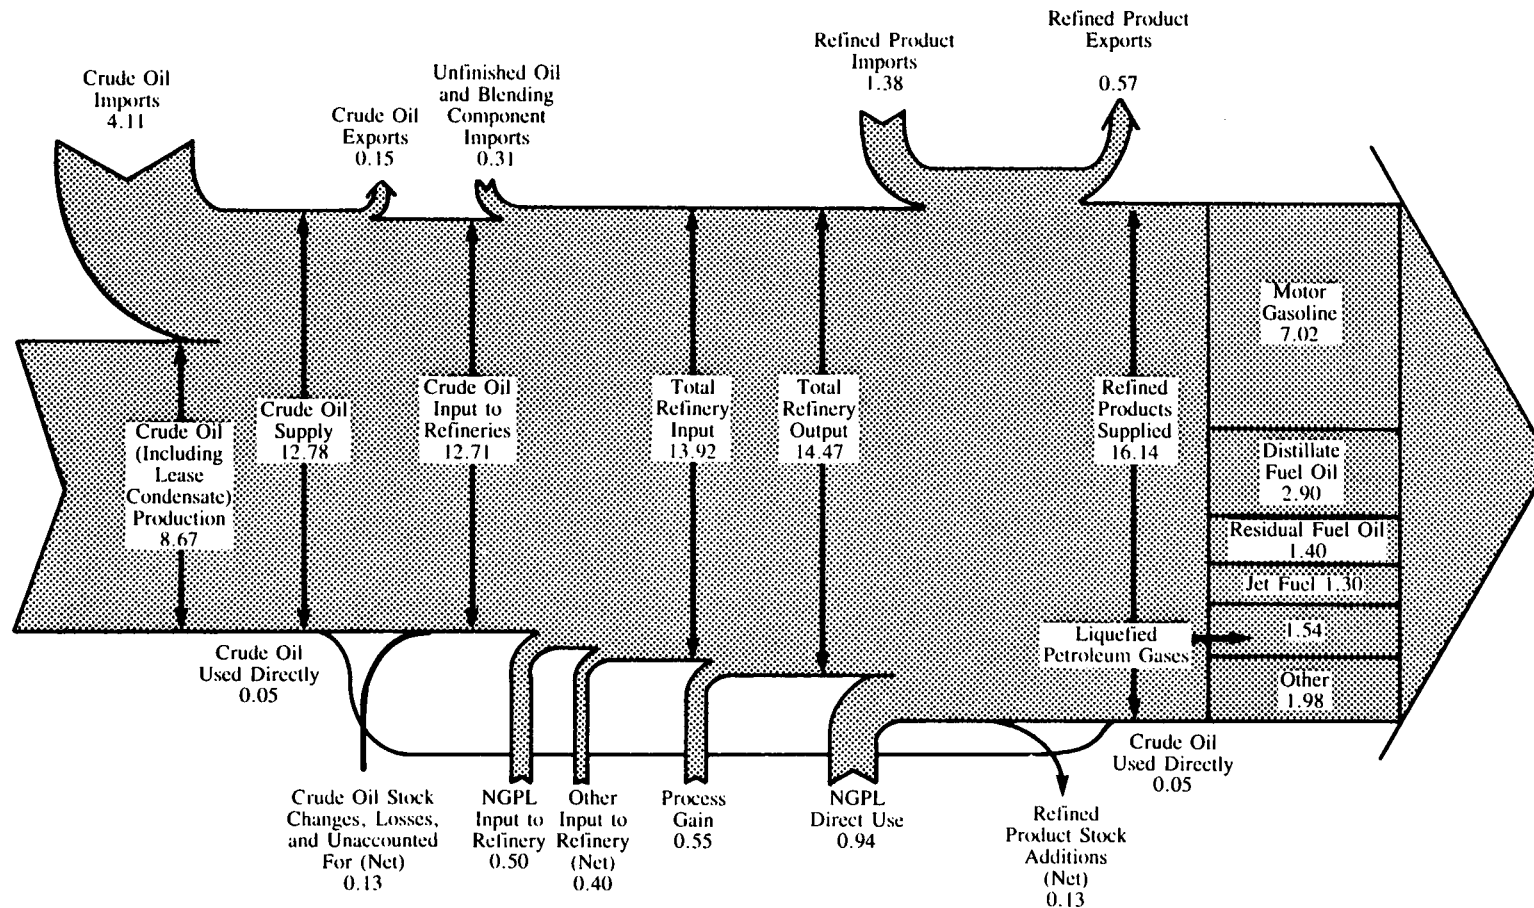 Crude Oil
Imports
4.11
Crude Oil
Exports
0.15
Unfinished Oil
and Blending
Component
Imports
0.31
Refined Product
Imports
1.38
Refined Product
Exports
0.57
Crude Oil
(Including
Lease
Condensate)
Production
8.67
Crude Oil
Supply
12.78
Crude Oil
Input to
Refineries
12.71
Total
Refinery
Input
13.92
Total
Refinery
Output
14.47
Refined
Products
Supplied
16.14
Motor
Gasoline
7.02
Distillate
Fuel Oil
2.90
Residual Fuel Oil
1.40
Jet Fuel 1.30
Liquefied
Petroleum Gases
1.54
Other
1.98
Crude Oil
Used Directly
0.05
Crude Oil Stock
Changes, Losses,
and Unaccounted
For (Net)
0.13
NGPL
Input to
Refinery
0.50
Other
Input to
Refinery
(Net)
0.40
Process
Gain
0.55
NGPL
Direct Use
0.94
Refined
Product Stock
Additions
(Net)
0.13
Crude Oil
Used Directly
0.05